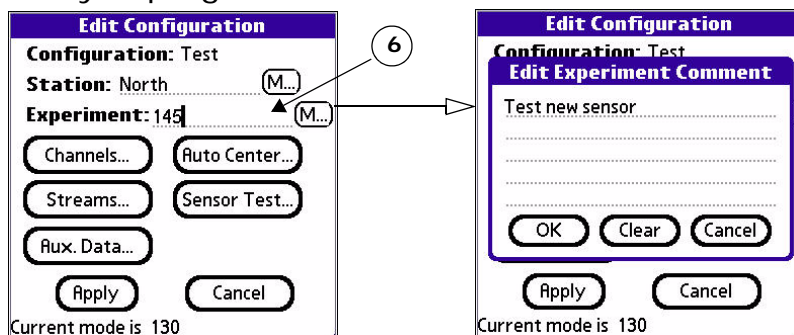 Edit Configuration
Configuration: Test
Station: North M...
Experiment: 145 M...
Channels... Auto Center...
Streams... Sensor Test...
Aux. Data...
Apply Cancel
Current mode is 130
6
Edit Configuration
Configuration: Test
Edit Experiment Comment
Test new sensor
OK Clear Cancel
Apply Cancel
Current mode is 130